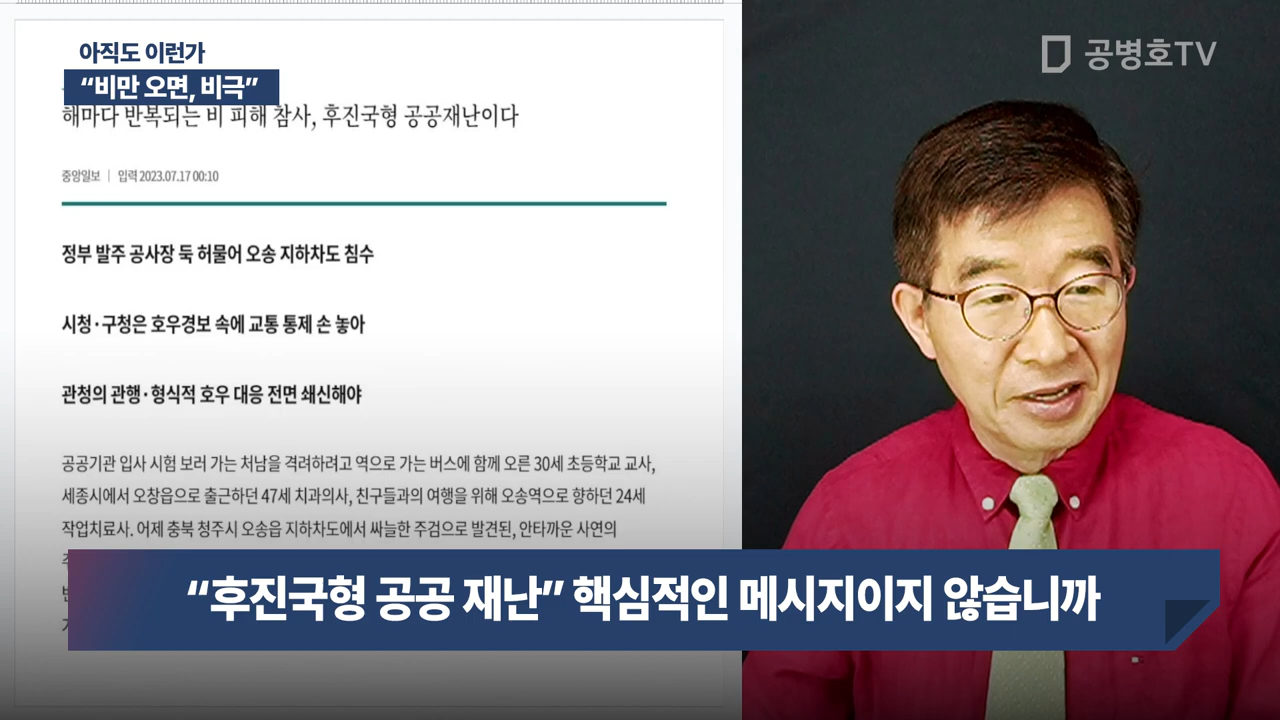 아직도 이런가
“비만 오면, 비극”
공병호TV
해마다 반복되는 비 피해 참사, 후진국형 공공재난이다
중앙일보 | 입력 2023.07.17 00:10
정부 발주 공사장 둑 허물어 오송 지하차도 침수
시청·구청은 호우경보 속에 교통 통제 손 놓아
관청의 관행·형식적 호우 대응 전면 쇄신해야
공공기관 입사 시험 보러 가는 처남을 격려하려고 역으로 가는 버스에 함께 오른 30세 초등학교 교사,
세종시에서 오창읍으로 출근하던 47세 치과의사, 친구들과의 여행을 위해 오송역으로 향하던 24세
작업치료사. 어제 충북 청주시 오송읍 지하차도에서 싸늘한 주검으로 발견된, 안타까운 사연의
“후진국형 공공 재난” 핵심적인 메시지이지 않습니까